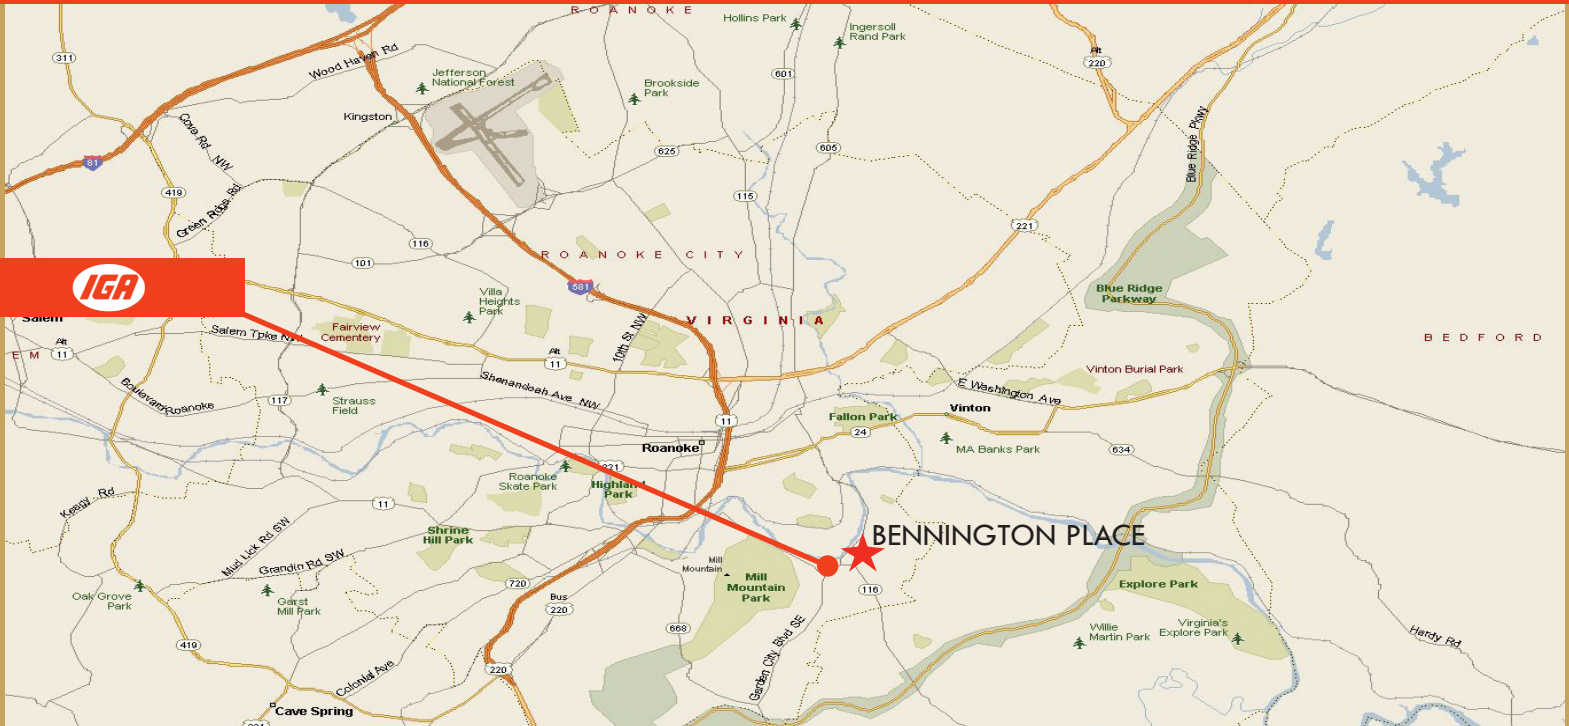 ROANOKE
Hollins Park
Ingersoll
Rand Park
311
Wood Haven Rd
Alt
220
601
Jefferson
National Forest
Brookside
Park
Kingston
Blue Ridge Pkwy
Cove Rd NW
81
625
605
419
115
Green Ridge Rd
221
116
ROANOKE CITY
101
IGA
581
Villa
Heights
Park
Blue Ridge
Parkway
Salem
VIRGINIA
Salem Tpke NW
Fairview
Cementery
10th St NW
BEDFORD
EM
Alt
11
Alt
11
Vinton Burial Park
Shenandoah Ave NW
E Washington Ave
Boulevard Roanoke
117
Strauss
Field
Vinton
Fallon Park
11
24
Roanoke
MA Banks Park
634
221
Roanoke
Skate Park
Highland
Park
11
Shrine
Hill Park
Mud Lick Rd SW
BENNINGTON PLACE
Grandin Rd SW
Mill
Mountain
Mill
Mountain
Park
720
116
Explore Park
Oak Grove
Park
Garst
Mill Park
Bus
220
668
Garden City Blvd SE
Willie
Martin Park
Virginia's
Explore Park
Hardy Rd
419
220
Colonial Ave
Cave Spring